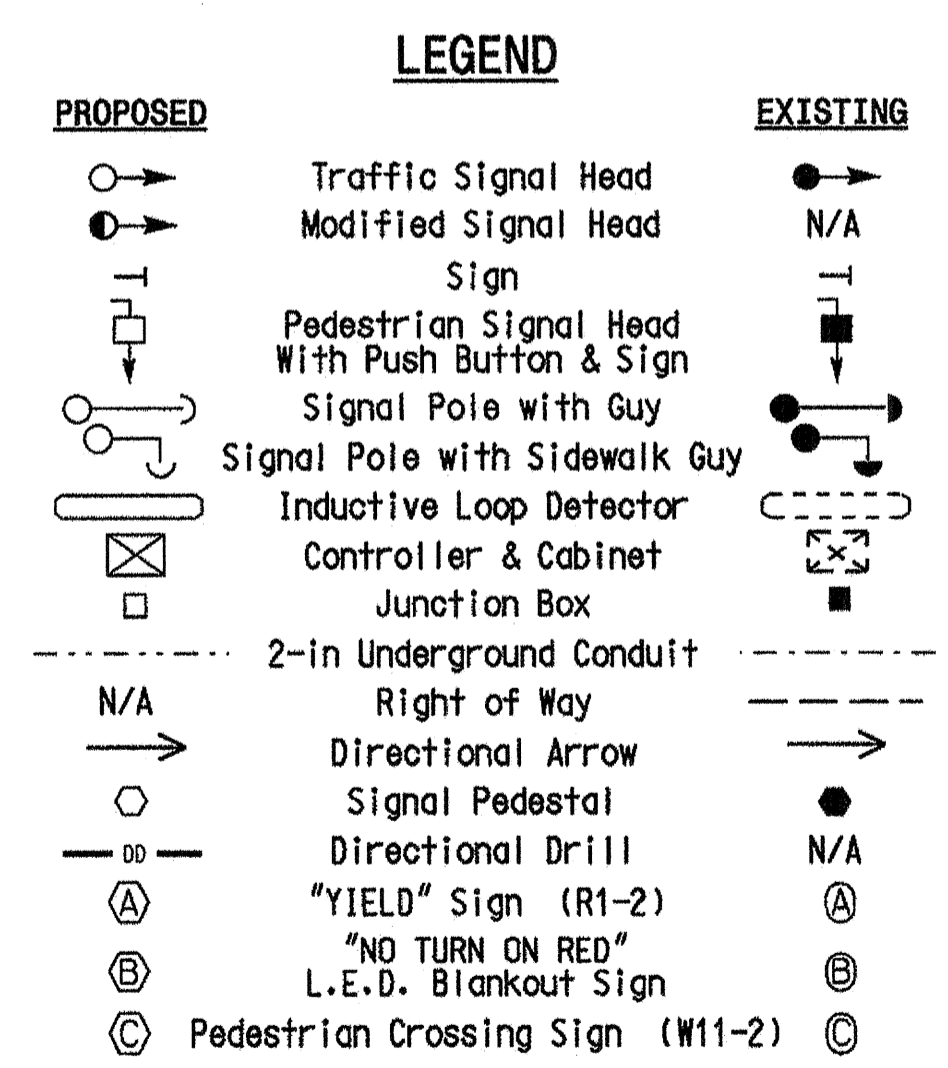 LEGEND
PROPOSED EXISTING
Traffic Signal Head
Modified Signal Head N/A
Sign
Pedestrian Signal Head
With Push Button & Sign
Signal Pole with Guy
Signal Pole with Sidewalk Guy
Inductive Loop Detector
Controller & Cabinet
Junction Box
2-in Underground Conduit
N/A Right of Way
Directional Arrow
Signal Pedestal
DD Directional Drill N/A
A "YIELD" Sign (R1-2) A
"NO TURN ON RED"
B L.E.D. Blankout Sign B
C Pedestrian Crossing Sign (W11-2) C